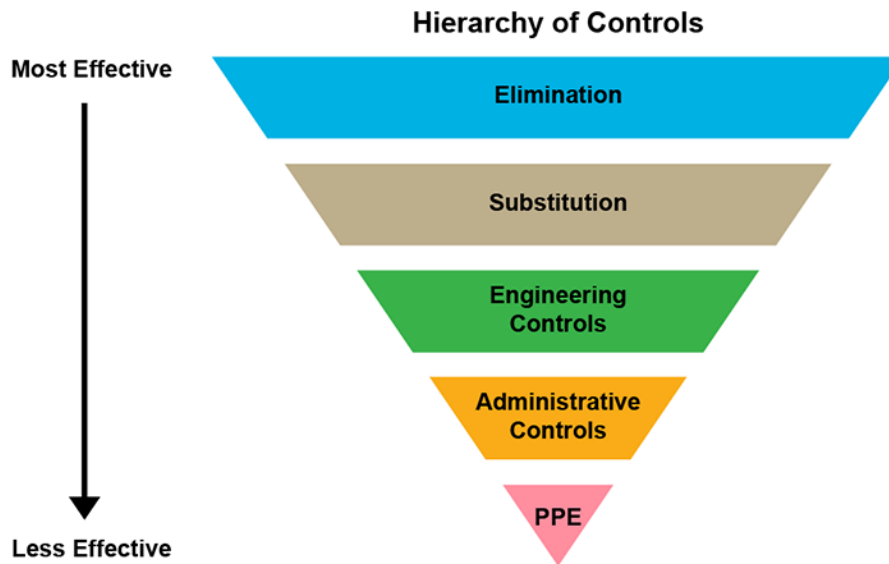 Hierarchy of Controls
Most Effective
Elimination
Substitution
Engineering
Controls
Administrative
Controls
PPE
Less Effective